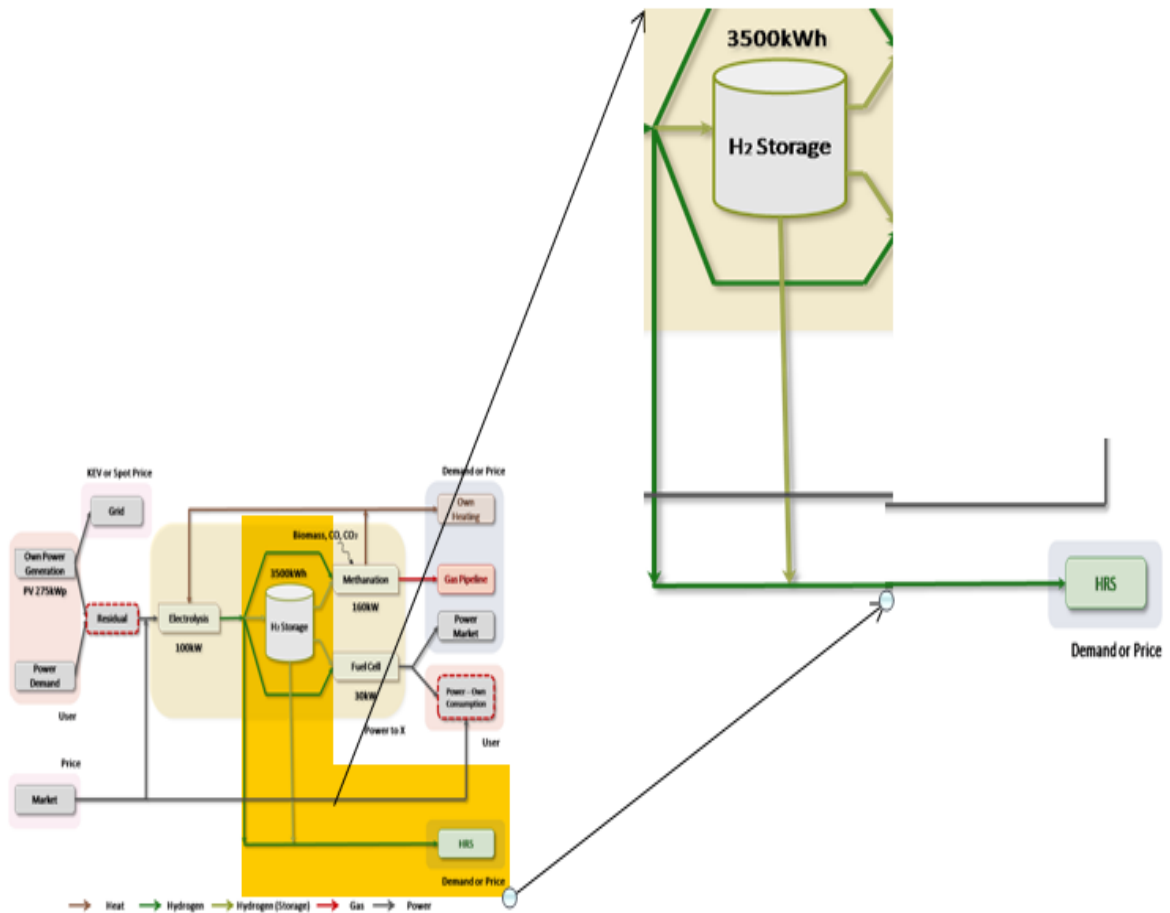 3500kWh
H₂ Storage
HRS
Demand or Price
KEV or Spot Price
Grid
Own Power
Generation
PV 275kWp
Residual
Power
Demand
User
Price
Market
Electrolysis
100kW
3500kWh
H₂ Storage
Biomass, CO, CO₂
Methanation
160kW
Fuel Cell
30kW
Power to X
Demand or Price
Own
Heating
Gas Pipeline
Power
Market
Power – Own
Consumption
User
HRS
Demand or Price
Heat
Hydrogen
Hydrogen (Storage)
Gas
Power